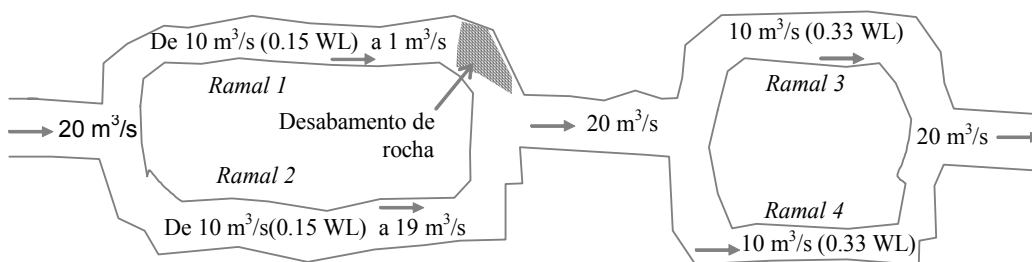 De 10 m³/s (0.15 WL) a 1 m³/s
Ramal 1
20 m³/s
Desabamento de
rocha
Ramal 2
De 10 m³/s(0.15 WL) a 19 m³/s
20 m³/s
10 m³/s (0.33 WL)
Ramal 3
20 m³/s
Ramal 4
10 m³/s (0.33 WL)